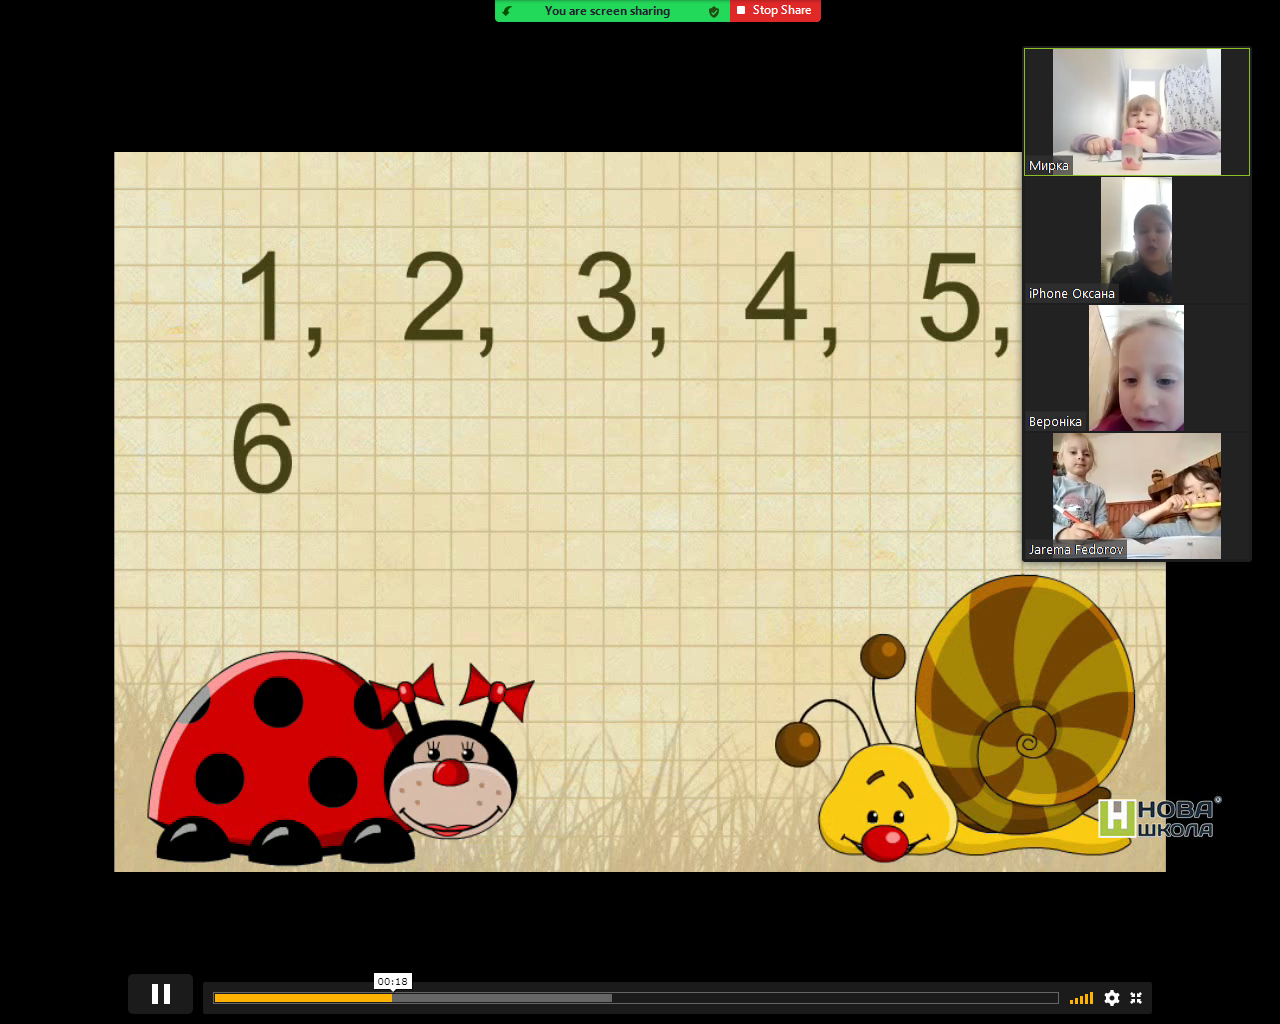 You are screen sharing
Stop Share
Мирка
iPhone Оксана
Вероніка
Jarema Fedorov
1, 2, 3, 4, 5,
6
НОВА
ШКОЛА
00:18